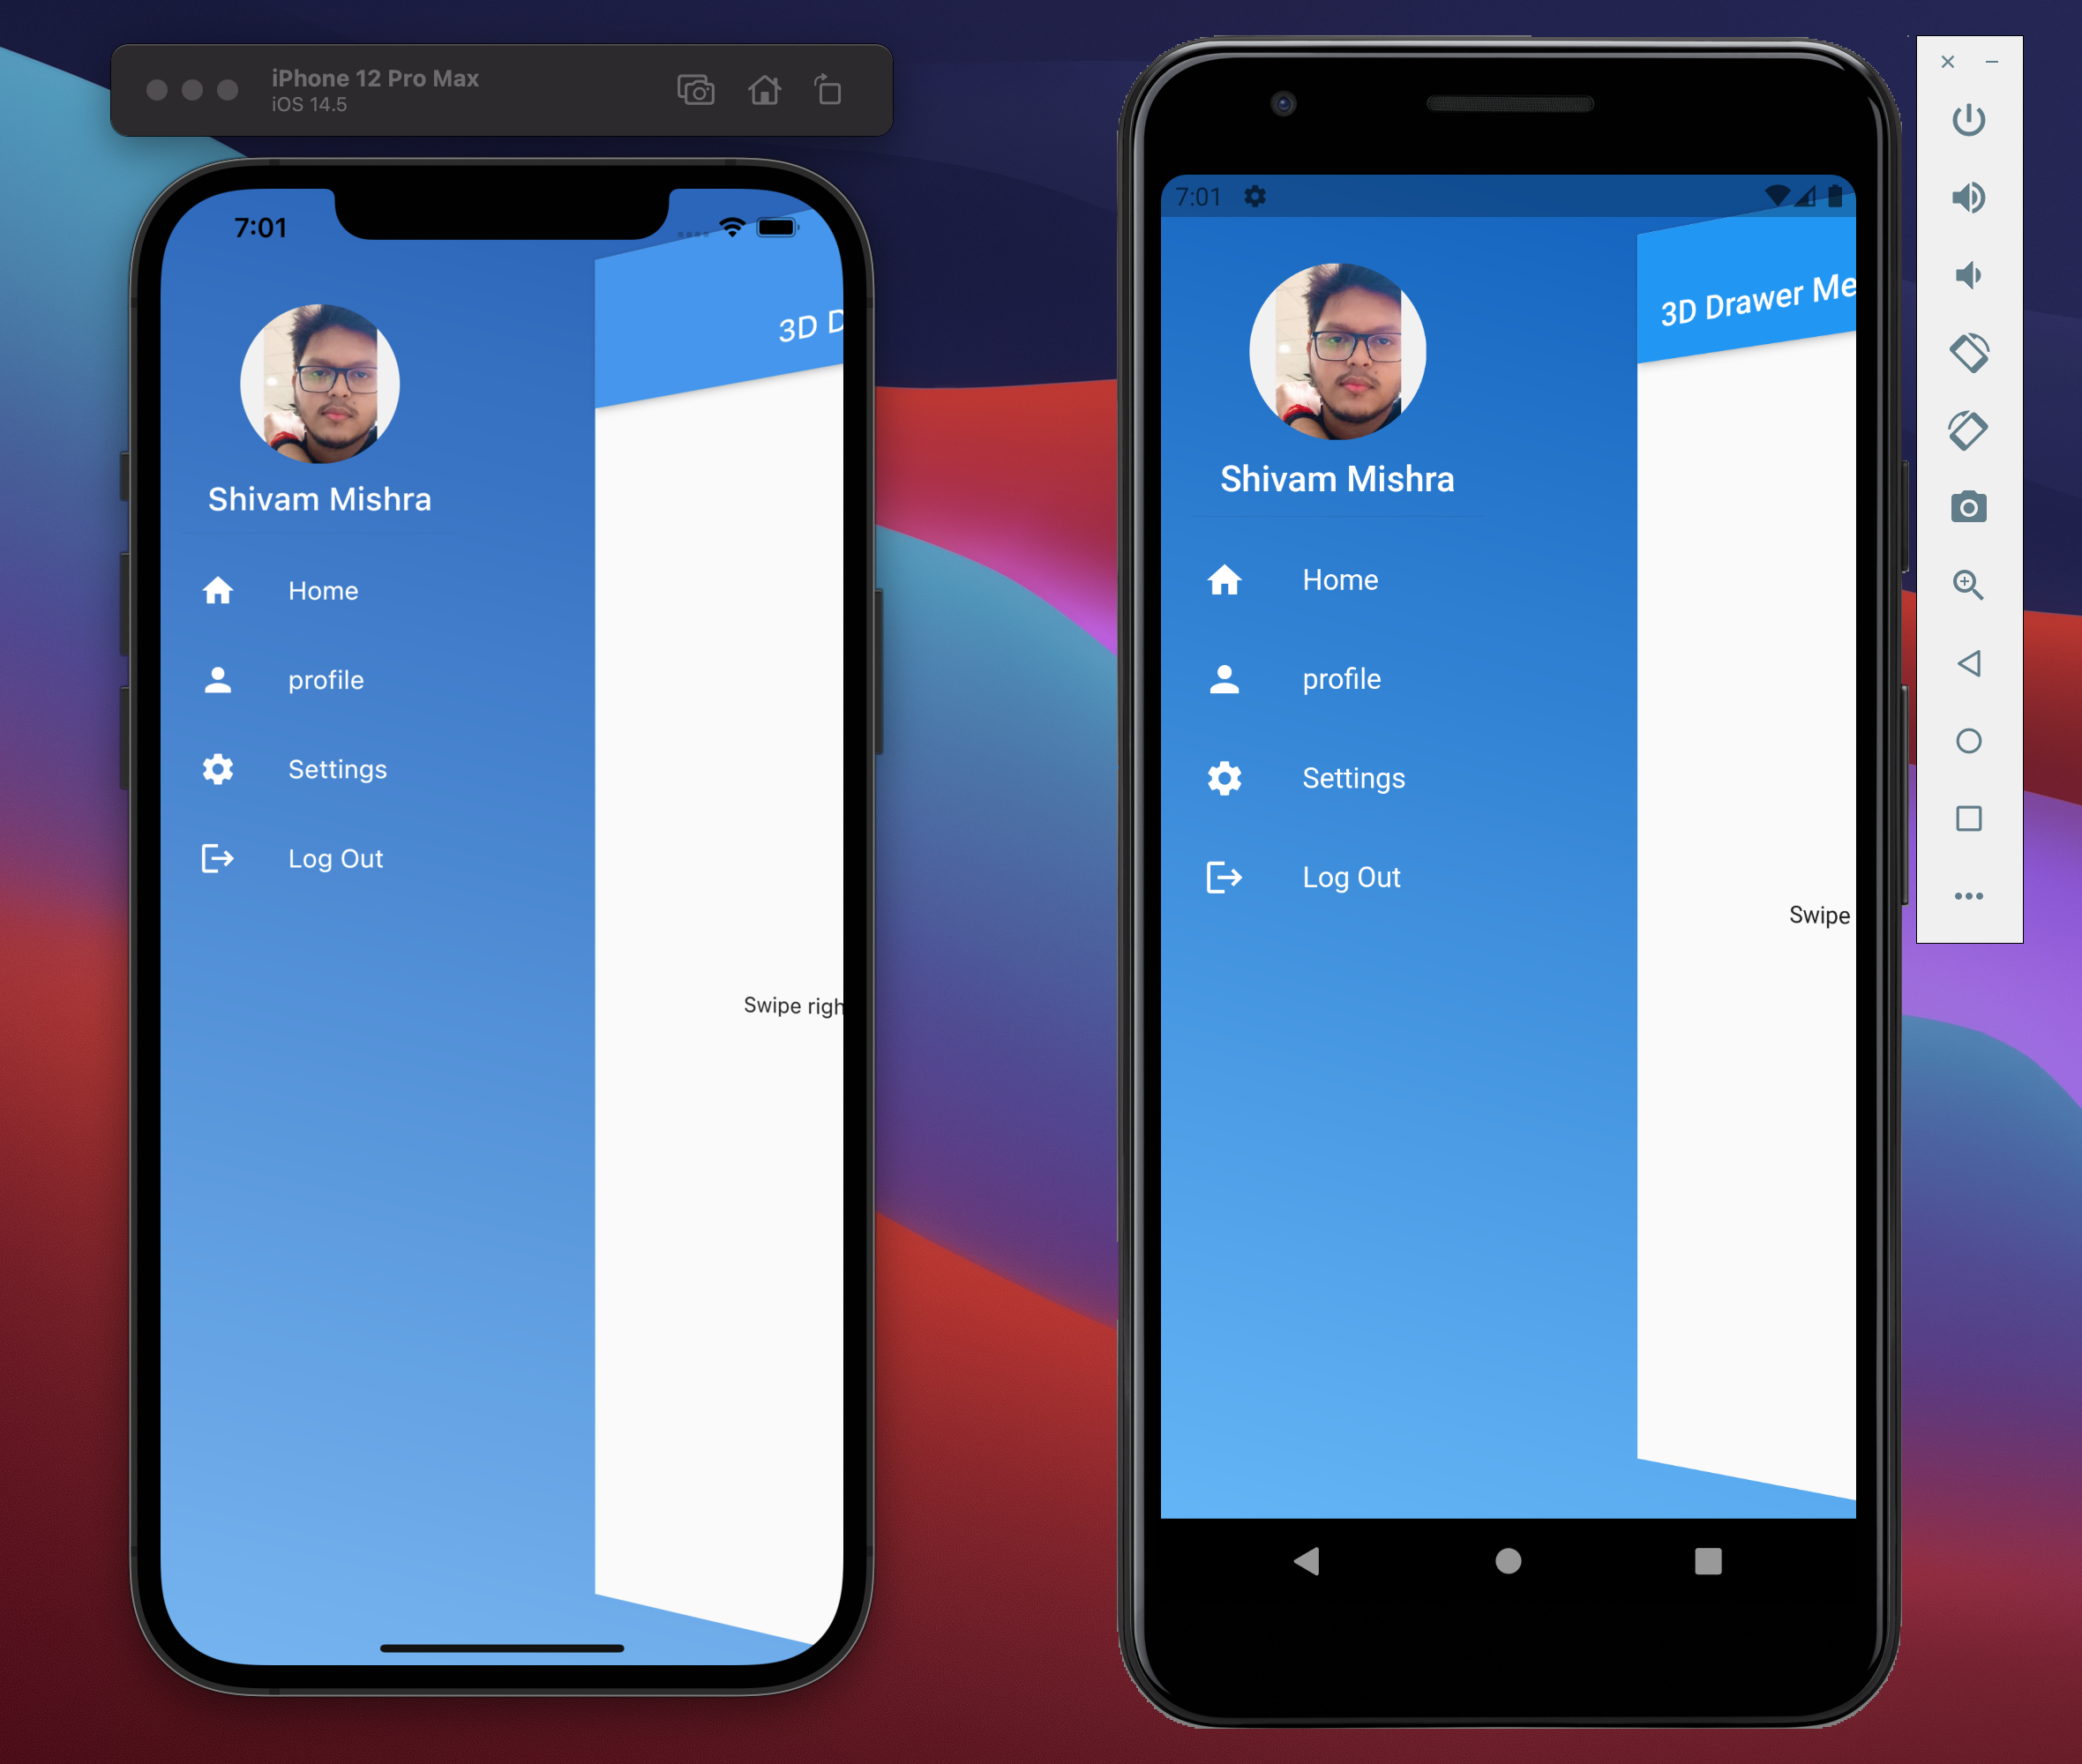 iPhone 12 Pro Max
iOS 14.5
7:01
3D D
Shivam Mishra
Home
profile
Settings
Log Out
Swipe righ
7:01
3D Drawer Me
Shivam Mishra
Home
profile
Settings
Log Out
Swipe